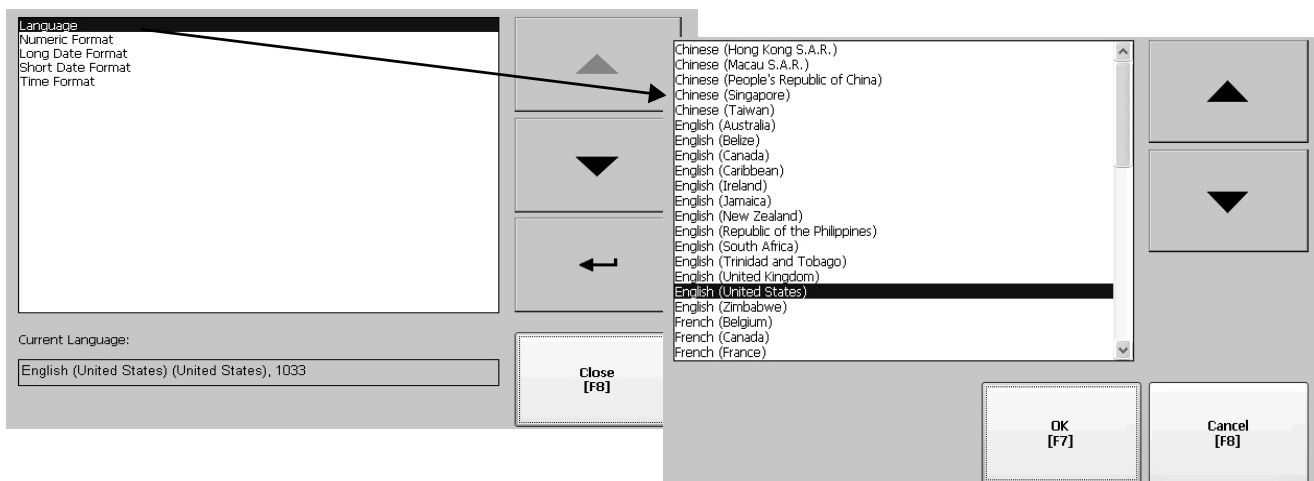 Language
Numeric Format
Long Date Format
Short Date Format
Time Format
Current Language:
English (United States) (United States), 1033
Close
[F8]
Chinese (Hong Kong S.A.R.)
Chinese (Macau S.A.R.)
Chinese (People's Republic of China)
Chinese (Singapore)
Chinese (Taiwan)
English (Australia)
English (Belize)
English (Canada)
English (Caribbean)
English (Ireland)
English (Jamaica)
English (New Zealand)
English (Republic of the Philippines)
English (South Africa)
English (Trinidad and Tobago)
English (United Kingdom)
English (United States)
English (Zimbabwe)
French (Belgium)
French (Canada)
French (France)
OK
[F7]
Cancel
[F8]